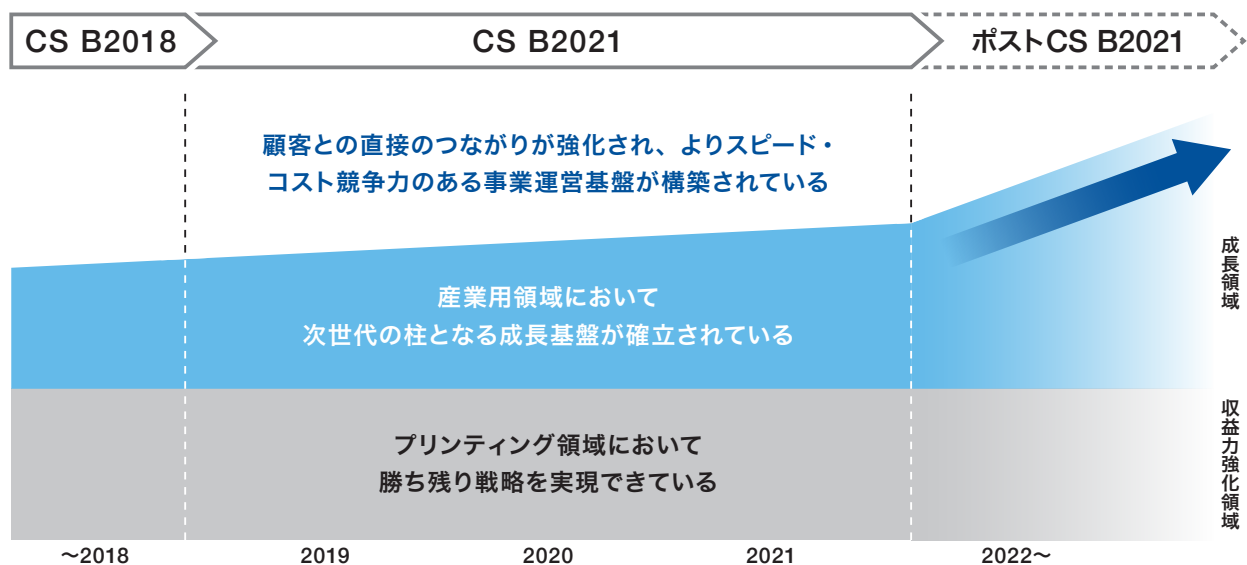 CS B2018
CS B2021
ポストCS B2021
顧客との直接のつながりが強化され、よりスピード・
コスト競争力のある事業運営基盤が構築されている
産業用領域において
次世代の柱となる成長基盤が確立されている
成長領域
プリンティング領域において
勝ち残り戦略を実現できている
収益力強化領域
～2018
2019
2020
2021
2022～